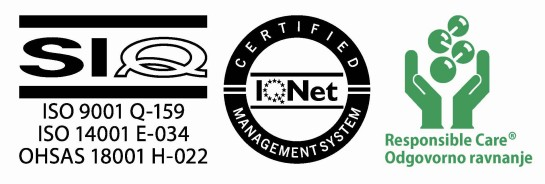 SIQ
ISO 9001 Q-159
ISO 14001 E-034
OHSAS 18001 H-022
CERTIFIED
IQNet
MANAGEMENT SYSTEM
Responsible Care®
Odgovorno ravnanje